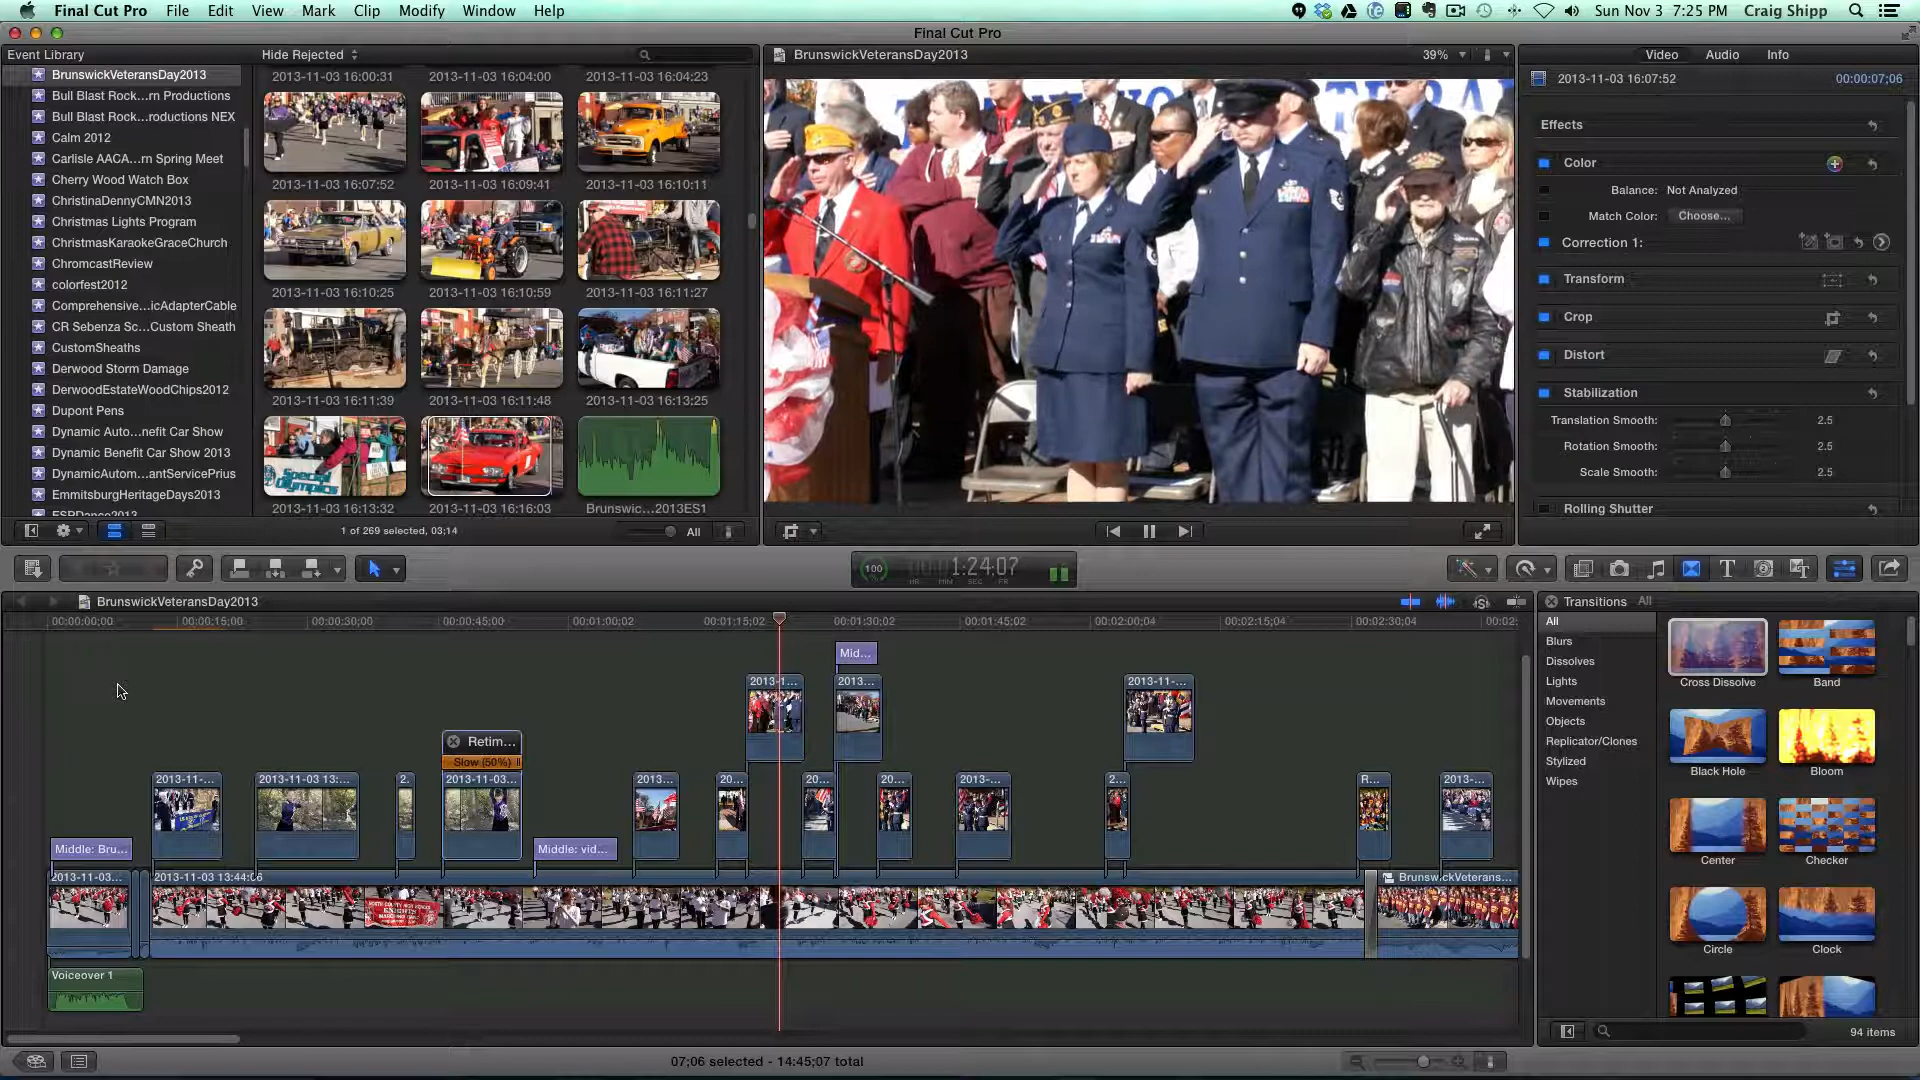 Final Cut Pro File Edit View Mark Clip Modify Window Help Sun Nov 3 7:25 PM Craig Shipp
Final Cut Pro
Event Library Hide Rejected BrunswickVeteransDay2013 39% Video Audio Info
BrunswickVeteransDay2013
Bull Blast Rock...rn Productions
Bull Blast Rock...roductions NEX
Calm 2012
Carlisle AACA...rn Spring Meet
Cherry Wood Watch Box
ChristinaDennyCMN2013
Christmas Lights Program
ChristmasKaraokeGraceChurch
ChromcastReview
colorfest2012
Comprehensive...icAdapterCable
CR Sebenza Sc...Custom Sheath
CustomSheaths
Derwood Storm Damage
DerwoodEstateWoodChips2012
Dupont Pens
Dynamic Auto...nefit Car Show
Dynamic Benefit Car Show 2013
DynamicAutom...antServicePrius
EmmitsburgHeritageDays2013
ESPDance2013
2013-11-03 16:00:31 2013-11-03 16:04:00 2013-11-03 16:04:23
2013-11-03 16:07:52 2013-11-03 16:09:41 2013-11-03 16:10:11
2013-11-03 16:10:25 2013-11-03 16:10:59 2013-11-03 16:11:27
2013-11-03 16:11:39 2013-11-03 16:11:48 2013-11-03 16:13:25
2013-11-03 16:13:32 2013-11-03 16:16:03 Brunswic...2013ES1
1 of 269 selected, 03;14 All
2013-11-03 16:07:52 00:00:07;06
Effects
Color
Balance: Not Analyzed
Match Color: Choose...
Correction 1:
Transform
Crop
Distort
Stabilization
Translation Smooth: 2.5
Rotation Smooth: 2.5
Scale Smooth: 2.5
Rolling Shutter
100 1:24;07
HR MIN SEC FR
BrunswickVeteransDay2013
00:00:00;00 00:00:15;00 00:00:30;00 00:00:45;00 00:01:00;02 00:01:15;02 00:01:30;02 00:01:45;02 00:02:00;04 00:02:15;04 00:02:30;04 00:02:
Mid...
2013-1... 2013... 2013-11-...
Retim...
Slow (50%)
2013-11-... 2013-11-03 13:... 2. 2013-11-03... 2013... 20... 20... 20... 2013-... 2... R... 2013-...
Middle: Bru... Middle: vid...
2013-11-03... 2013-11-03 13:44:06 BrunswickVeterans...
Voiceover 1
07;06 selected - 14:45;07 total
Transitions All
All
Blurs
Dissolves
Lights
Movements
Objects
Replicator/Clones
Stylized
Wipes
Cross Dissolve Band
Black Hole Bloom
Center Checker
Circle Clock
94 items